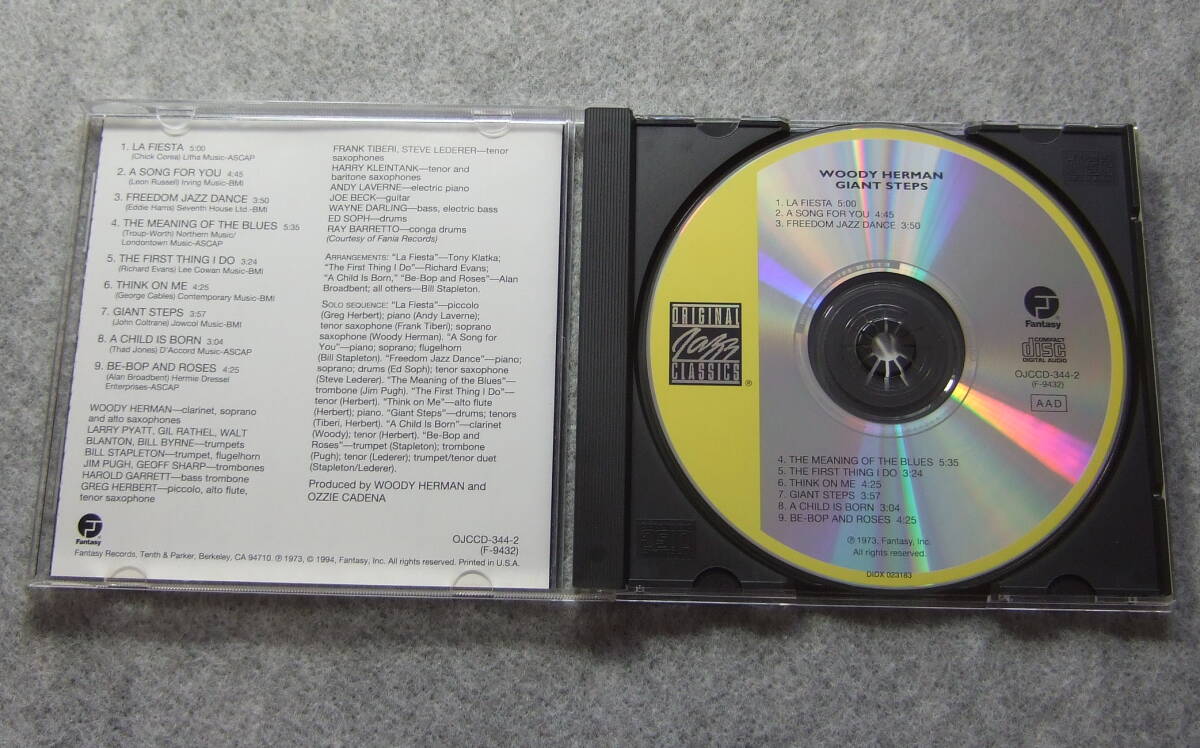 1. LA FIESTA 5:00
(Chick Corea) Litha Music-ASCAP
2. A SONG FOR YOU 4:45
(Leon Russell) Irving Music-BMI
3. FREEDOM JAZZ DANCE 3:50
(Eddie Harris) Seventh House Ltd.-BMI
4. THE MEANING OF THE BLUES 5:35
(Troup-Worth) Northern Music/
Londontown Music-ASCAP
5. THE FIRST THING I DO 3:24
(Richard Evans) Lee Cowan Music-BMI
6. THINK ON ME 4:25
(George Cables) Contemporary Music-BMI
7. GIANT STEPS 3:57
(John Coltrane) Jowcol Music-BMI
8. A CHILD IS BORN 3:04
(Thad Jones) D'Accord Music-ASCAP
9. BE-BOP AND ROSES 4:25
(Alan Broadbent) Hermie Dressel
Enterprises-ASCAP
WOODY HERMAN—clarinet, soprano
and alto saxophones
LARRY PYATT, GIL RATHEL, WALT
BLANTON, BILL BYRNE—trumpets
BILL STAPLETON—trumpet, flugelhorn
JIM PUGH, GEOFF SHARP—trombones
HAROLD GARRETT—bass trombone
GREG HERBERT—piccolo, alto flute,
tenor saxophone
FRANK TIBERI, STEVE LEDERER—tenor
saxophones
HARRY KLEINTANK—tenor and
baritone saxophones
ANDY LAVERNE—electric piano
JOE BECK—guitar
WAYNE DARLING—bass, electric bass
ED SOPH—drums
RAY BARRETTO—conga drums
(Courtesy of Fania Records)
ARRANGEMENTS: "La Fiesta"—Tony Klatka;
"The First Thing I Do"—Richard Evans;
"A Child Is Born," "Be-Bop and Roses"—Alan
Broadbent; all others—Bill Stapleton.
SOLO SEQUENCE: "La Fiesta"—piccolo
(Greg Herbert); piano (Andy Laverne);
tenor saxophone (Frank Tiberi); soprano
saxophone (Woody Herman). "A Song for
You"—piano; soprano; flugelhorn
(Bill Stapleton). "Freedom Jazz Dance"—piano;
soprano; drums (Ed Soph); tenor saxophone
(Steve Lederer). "The Meaning of the Blues"—
trombone (Jim Pugh). "The First Thing I Do"—
tenor (Herbert). "Think on Me"—alto flute
(Herbert); piano. "Giant Steps"—drums; tenors
(Tiberi, Herbert). "A Child Is Born"—clarinet
(Woody); tenor (Herbert). "Be-Bop and
Roses"—trumpet (Stapleton); trombone
(Pugh); tenor (Lederer); trumpet/tenor duet
(Stapleton/Lederer).
Produced by WOODY HERMAN and
OZZIE CADENA
Fantasy
OJCCD-344-2
(F-9432)
Fantasy Records, Tenth & Parker, Berkeley, CA 94710. ℗ 1973, © 1994, Fantasy, Inc. Printed in U.S.A.
WOODY HERMAN
GIANT STEPS
1. LA FIESTA 5:00
2. A SONG FOR YOU 4:45
3. FREEDOM JAZZ DANCE 3:50
ORIGINAL
Jazz
CLASSICS®
Fantasy
COMPACT
disc
DIGITAL AUDIO
OJCCD-344-2
(F-9432)
AAD
4. THE MEANING OF THE BLUES 5:35
5. THE FIRST THING I DO 3:24
6. THINK ON ME 4:25
7. GIANT STEPS 3:57
8. A CHILD IS BORN 3:04
9. BE-BOP AND ROSES 4:25
℗ 1973, Fantasy, Inc.
All rights reserved.
DIDX 023183